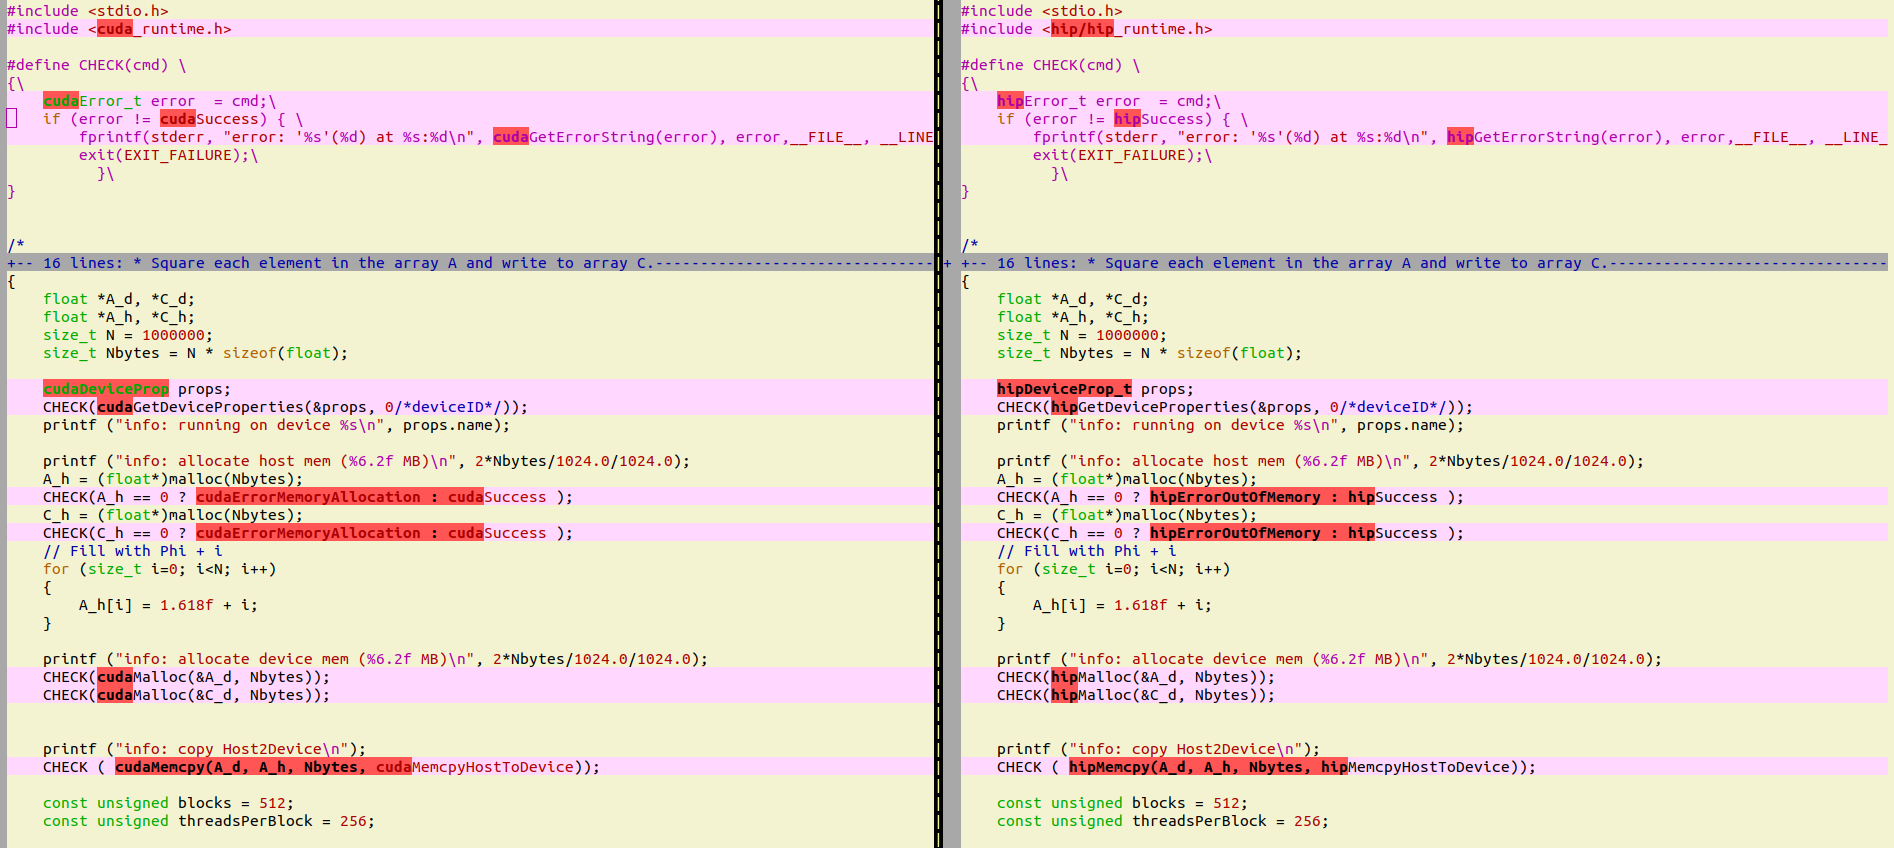 #include <stdio.h>
#include <cuda_runtime.h>
#define CHECK(cmd) \
{\
    cudaError_t error  = cmd;\
    if (error != cudaSuccess) { \
        fprintf(stderr, "error: '%s'(%d) at %s:%d\n", cudaGetErrorString(error), error,__FILE__, __LINE
        exit(EXIT_FAILURE);\
          }\
}
/*
+-- 16 lines: * Square each element in the array A and write to array C.-------------------------------
{
    float *A_d, *C_d;
    float *A_h, *C_h;
    size_t N = 1000000;
    size_t Nbytes = N * sizeof(float);
    cudaDeviceProp props;
    CHECK(cudaGetDeviceProperties(&props, 0/*deviceID*/));
    printf ("info: running on device %s\n", props.name);
    printf ("info: allocate host mem (%6.2f MB)\n", 2*Nbytes/1024.0/1024.0);
    A_h = (float*)malloc(Nbytes);
    CHECK(A_h == 0 ? cudaErrorMemoryAllocation : cudaSuccess );
    C_h = (float*)malloc(Nbytes);
    CHECK(C_h == 0 ? cudaErrorMemoryAllocation : cudaSuccess );
    // Fill with Phi + i
    for (size_t i=0; i<N; i++)
    {
        A_h[i] = 1.618f + i;
    }
    printf ("info: allocate device mem (%6.2f MB)\n", 2*Nbytes/1024.0/1024.0);
    CHECK(cudaMalloc(&A_d, Nbytes));
    CHECK(cudaMalloc(&C_d, Nbytes));
    printf ("info: copy Host2Device\n");
    CHECK ( cudaMemcpy(A_d, A_h, Nbytes, cudaMemcpyHostToDevice));
    const unsigned blocks = 512;
    const unsigned threadsPerBlock = 256;
#include <stdio.h>
#include <hip/hip_runtime.h>
#define CHECK(cmd) \
{\
    hipError_t error  = cmd;\
    if (error != hipSuccess) { \
        fprintf(stderr, "error: '%s'(%d) at %s:%d\n", hipGetErrorString(error), error,__FILE__, __LINE_
        exit(EXIT_FAILURE);\
          }\
}
/*
+ +-- 16 lines: * Square each element in the array A and write to array C.-------------------------------
{
    float *A_d, *C_d;
    float *A_h, *C_h;
    size_t N = 1000000;
    size_t Nbytes = N * sizeof(float);
    hipDeviceProp_t props;
    CHECK(hipGetDeviceProperties(&props, 0/*deviceID*/));
    printf ("info: running on device %s\n", props.name);
    printf ("info: allocate host mem (%6.2f MB)\n", 2*Nbytes/1024.0/1024.0);
    A_h = (float*)malloc(Nbytes);
    CHECK(A_h == 0 ? hipErrorOutOfMemory : hipSuccess );
    C_h = (float*)malloc(Nbytes);
    CHECK(C_h == 0 ? hipErrorOutOfMemory : hipSuccess );
    // Fill with Phi + i
    for (size_t i=0; i<N; i++)
    {
        A_h[i] = 1.618f + i;
    }
    printf ("info: allocate device mem (%6.2f MB)\n", 2*Nbytes/1024.0/1024.0);
    CHECK(hipMalloc(&A_d, Nbytes));
    CHECK(hipMalloc(&C_d, Nbytes));
    printf ("info: copy Host2Device\n");
    CHECK ( hipMemcpy(A_d, A_h, Nbytes, hipMemcpyHostToDevice));
    const unsigned blocks = 512;
    const unsigned threadsPerBlock = 256;